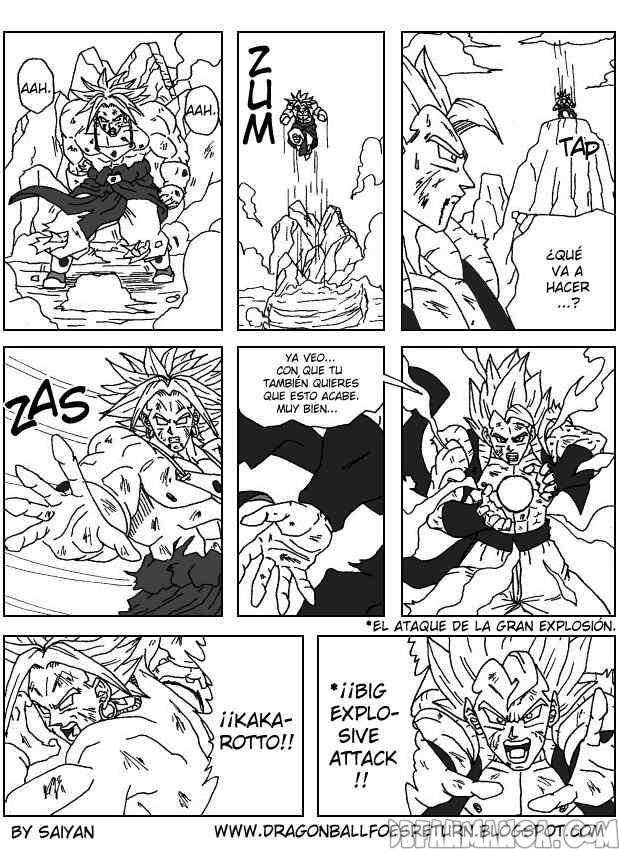 AAH.
AAH.
ZUM
TAP
¿QUÉ
VA A
HACER
...?
ZAS
YA VEO...
CON QUE TU
TAMBIÉN QUIERES
QUE ESTO ACABE.
MUY BIEN...
*EL ATAQUE DE LA GRAN EXPLOSIÓN.
¡¡KAKA-
ROTTO!!
*¡¡BIG
EXPLO-
SIVE
ATTACK
!!
BY SAIYAN
WWW.DRAGONBALLFOESRETURN.BLOGSPOT.COM
DBFARMANGA.COM